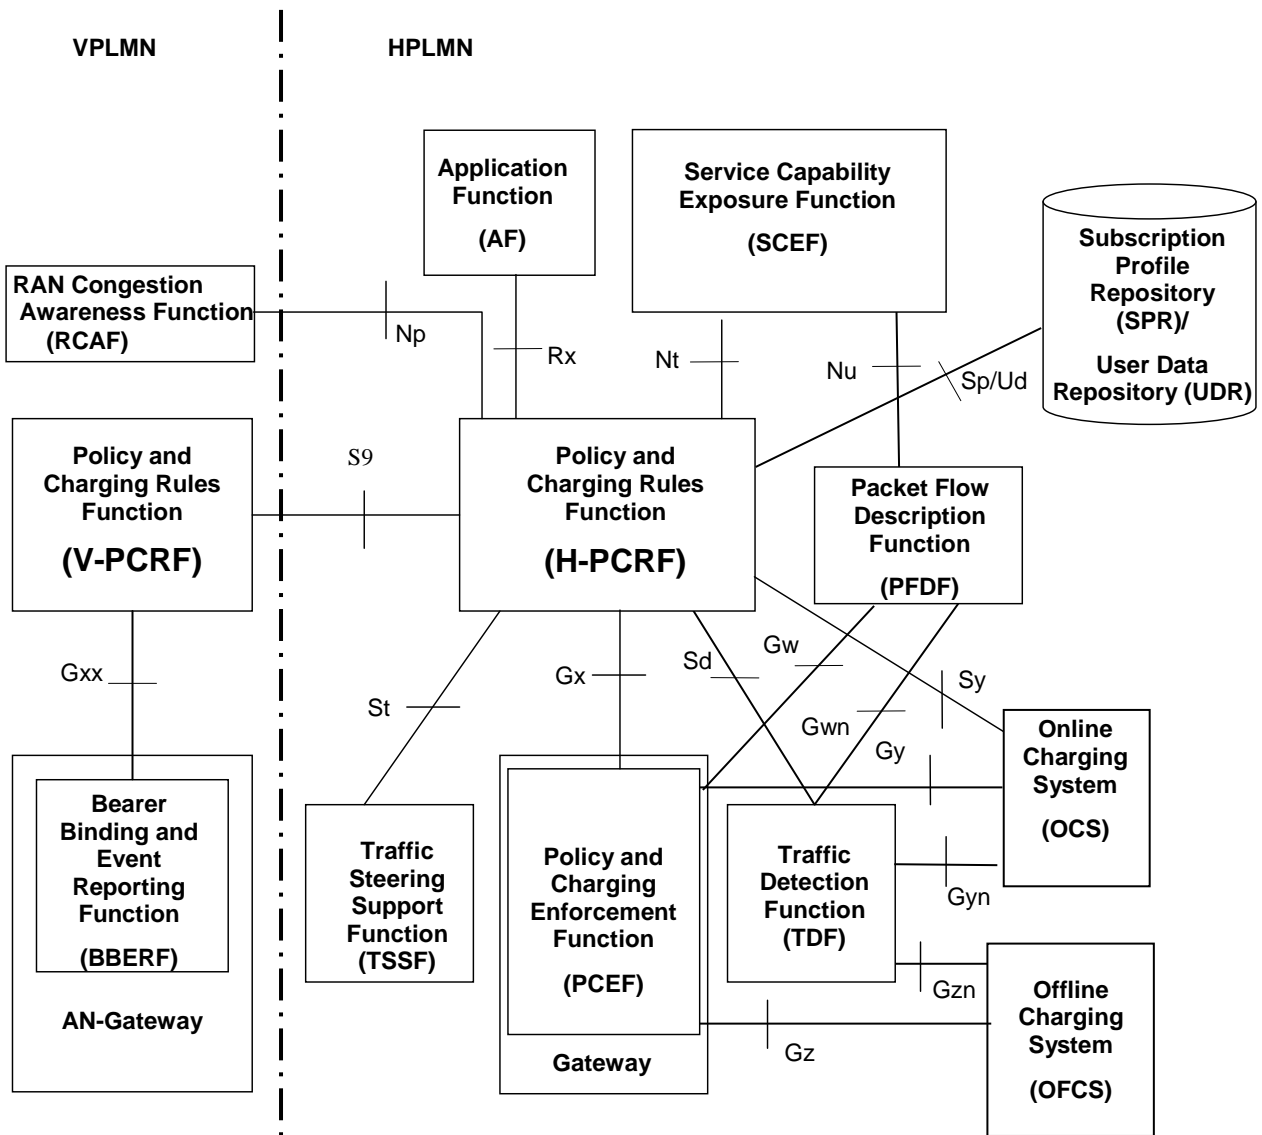 VPLMN
HPLMN
Application
Function
(AF)
Service Capability
Exposure Function
(SCEF)
Subscription
Profile
Repository
(SPR)/
User Data
Repository (UDR)
RAN Congestion
Awareness Function
(RCAF)
Np
Rx
Nt
Nu
Sp/Ud
Policy and
Charging Rules
Function
(V-PCRF)
S9
Policy and
Charging Rules
Function
(H-PCRF)
Packet Flow
Description
Function
(PFDF)
Gxx
St
Gx
Sd
Gw
Gwn
Gy
Sy
Bearer
Binding and
Event
Reporting
Function
(BBERF)
AN-Gateway
Traffic
Steering
Support
Function
(TSSF)
Policy and
Charging
Enforcement
Function
(PCEF)
Gateway
Traffic
Detection
Function
(TDF)
Online
Charging
System
(OCS)
Gyn
Gzn
Gz
Offline
Charging
System
(OFCS)